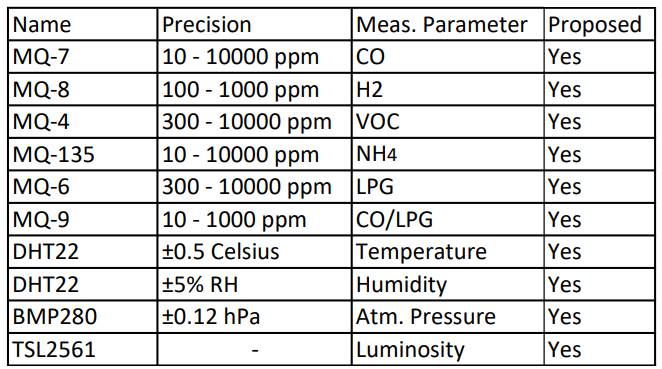 Name Precision Meas. Parameter Proposed
MQ-7 10 - 10000 ppm CO Yes
MQ-8 100 - 1000 ppm H2 Yes
MQ-4 300 - 10000 ppm VOC Yes
MQ-135 10 - 10000 ppm NH4 Yes
MQ-6 300 - 10000 ppm LPG Yes
MQ-9 10 - 1000 ppm CO/LPG Yes
DHT22 ±0.5 Celsius Temperature Yes
DHT22 ±5% RH Humidity Yes
BMP280 ±0.12 hPa Atm. Pressure Yes
TSL2561 - Luminosity Yes